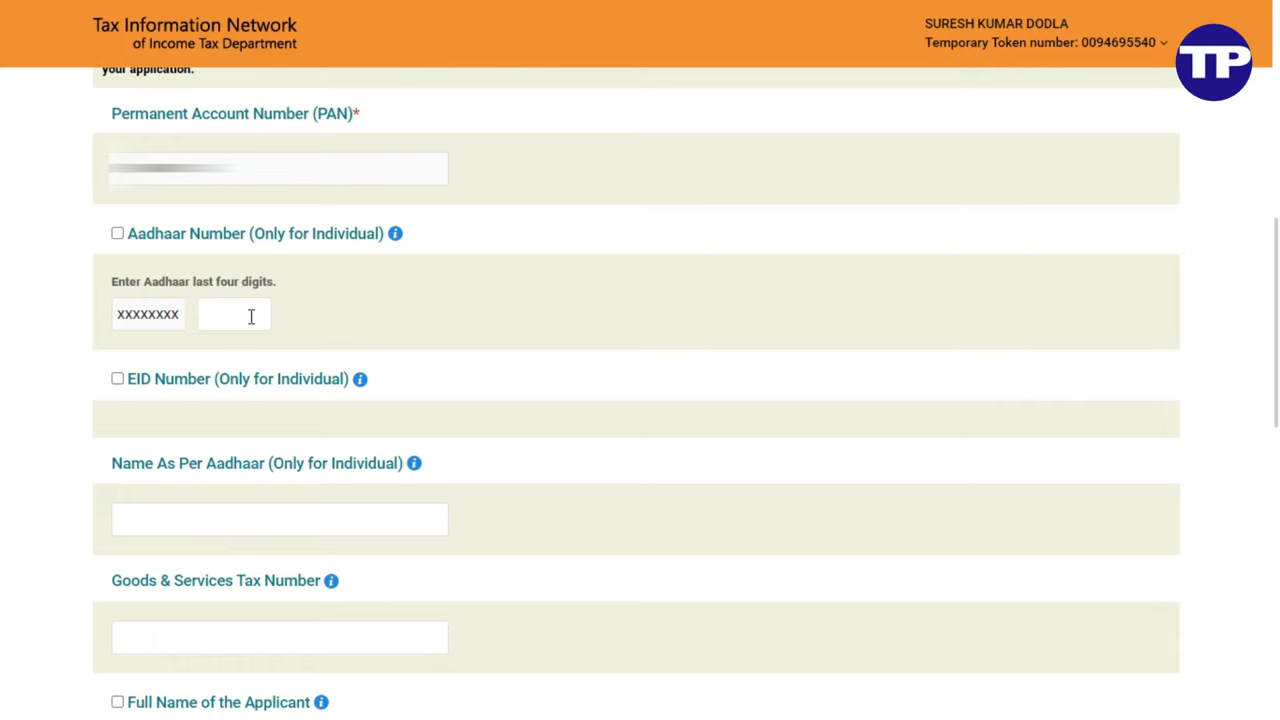 Tax Information Network
of Income Tax Department
SURESH KUMAR DODLA
Temporary Token number: 0094695540
TP
your application.
Permanent Account Number (PAN)*
Aadhaar Number (Only for Individual) i
Enter Aadhaar last four digits.
XXXXXXXX
EID Number (Only for Individual) i
Name As Per Aadhaar (Only for Individual) i
Goods & Services Tax Number i
Full Name of the Applicant i